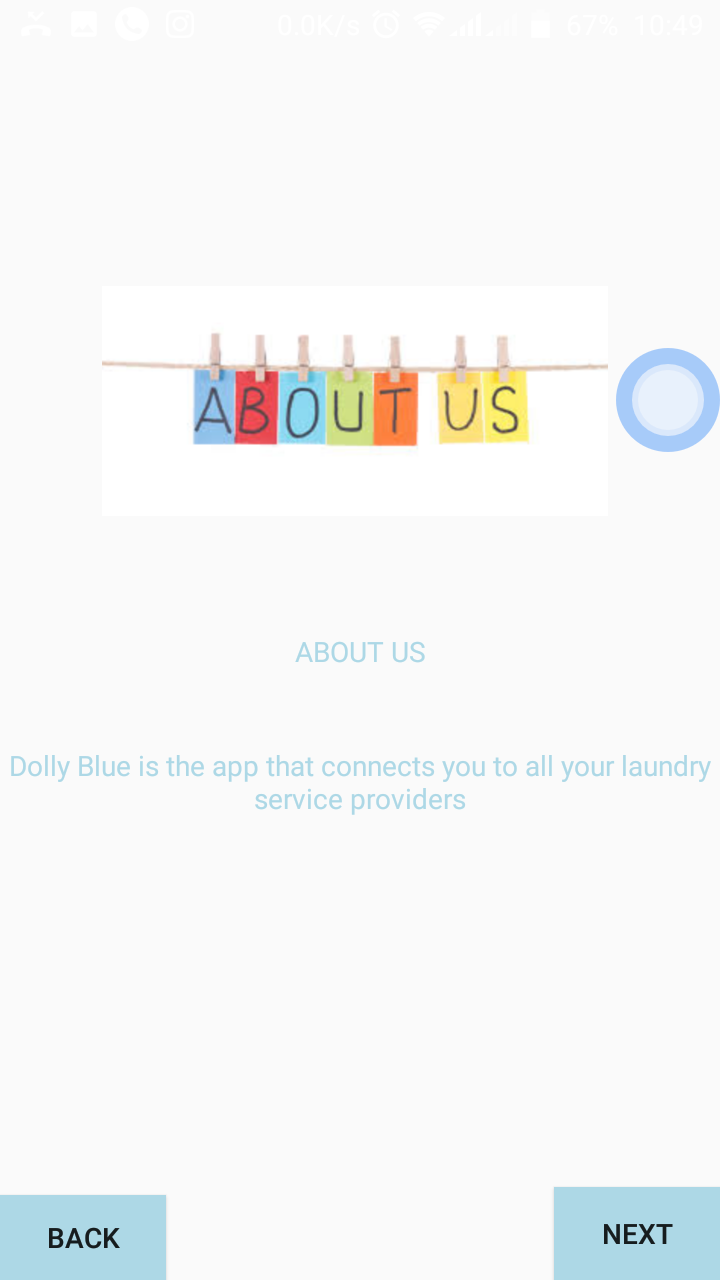 0.0K/s 67% 10:49
ABOUT US
ABOUT US
Dolly Blue is the app that connects you to all your laundry
service providers
BACK NEXT